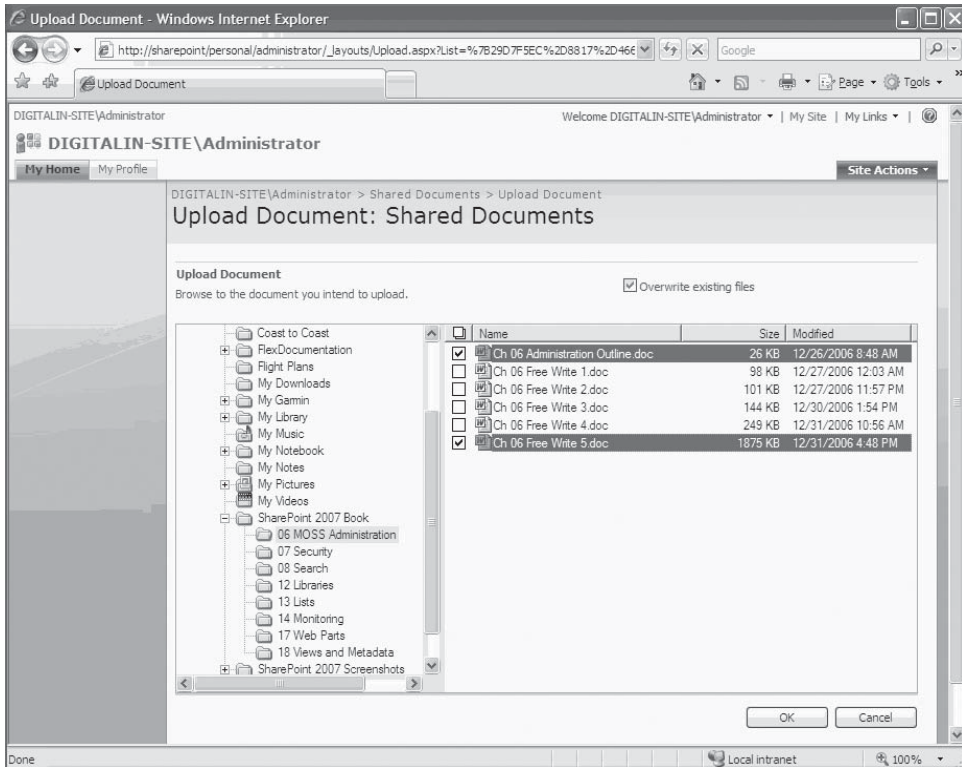 Upload Document - Windows Internet Explorer
http://sharepoint/personal/administrator/_layouts/Upload.aspx?List=%7B29D7F5EC%2D8817%2D466
Google
Upload Document
Page Tools
DIGITALIN-SITE\Administrator
Welcome DIGITALIN-SITE\Administrator | My Site | My Links |
DIGITALIN-SITE\Administrator
My Home My Profile Site Actions
DIGITALIN-SITE\Administrator > Shared Documents > Upload Document
Upload Document: Shared Documents
Upload Document
Browse to the document you intend to upload.
Overwrite existing files
Coast to Coast
FlexDocumentation
Flight Plans
My Downloads
My Garmin
My Library
My Music
My Notebook
My Notes
My Pictures
My Videos
SharePoint 2007 Book
06 MOSS Administration
07 Security
08 Search
12 Libraries
13 Lists
14 Monitoring
17 Web Parts
18 Views and Metadata
SharePoint 2007 Screenshots
Name Size Modified
Ch 06 Administration Outline.doc 26 KB 12/26/2006 8:48 AM
Ch 06 Free Write 1.doc 98 KB 12/27/2006 12:03 AM
Ch 06 Free Write 2.doc 101 KB 12/27/2006 11:57 PM
Ch 06 Free Write 3.doc 144 KB 12/30/2006 1:54 PM
Ch 06 Free Write 4.doc 249 KB 12/31/2006 10:56 AM
Ch 06 Free Write 5.doc 1875 KB 12/31/2006 4:48 PM
OK Cancel
Done Local intranet 100%